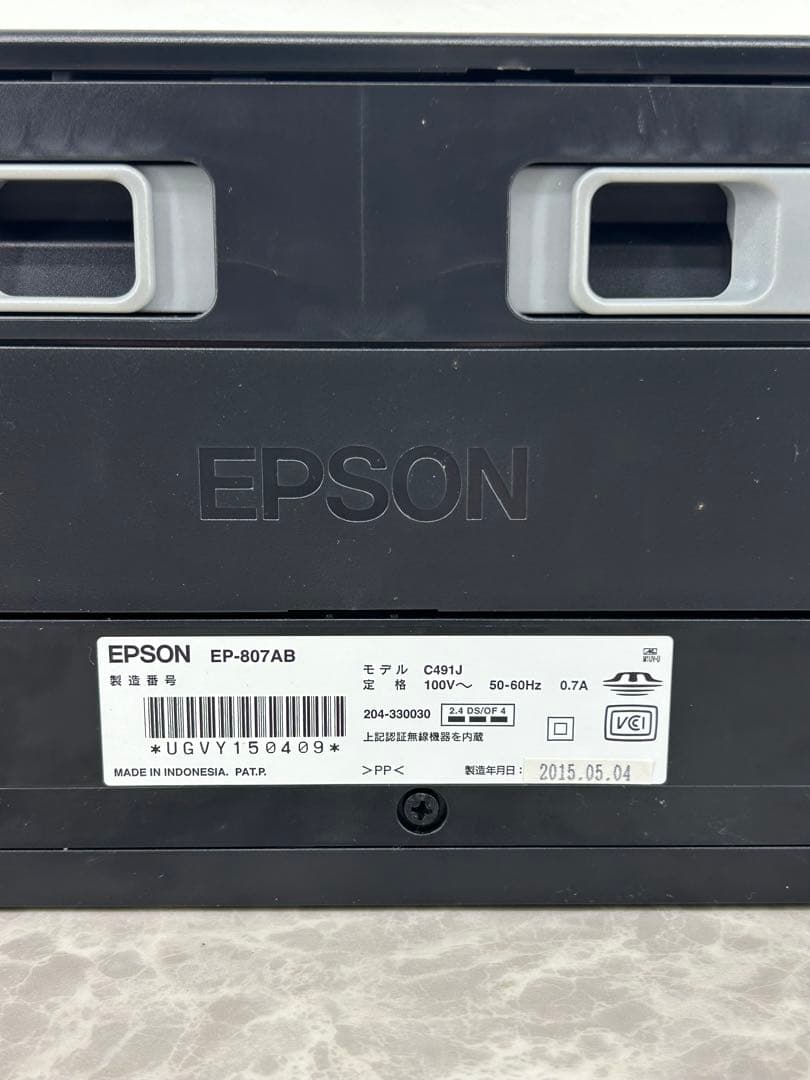 EPSON
EPSON EP-807AB
製造番号
*UGVY150409*
MADE IN INDONESIA. PAT.P.
モデル C491J
定格 100V〜 50-60Hz 0.7A
204-330030 2.4 DS/OF 4
上記認証無線機器を内蔵
>PP<
製造年月日: 2015.05.04
VCI